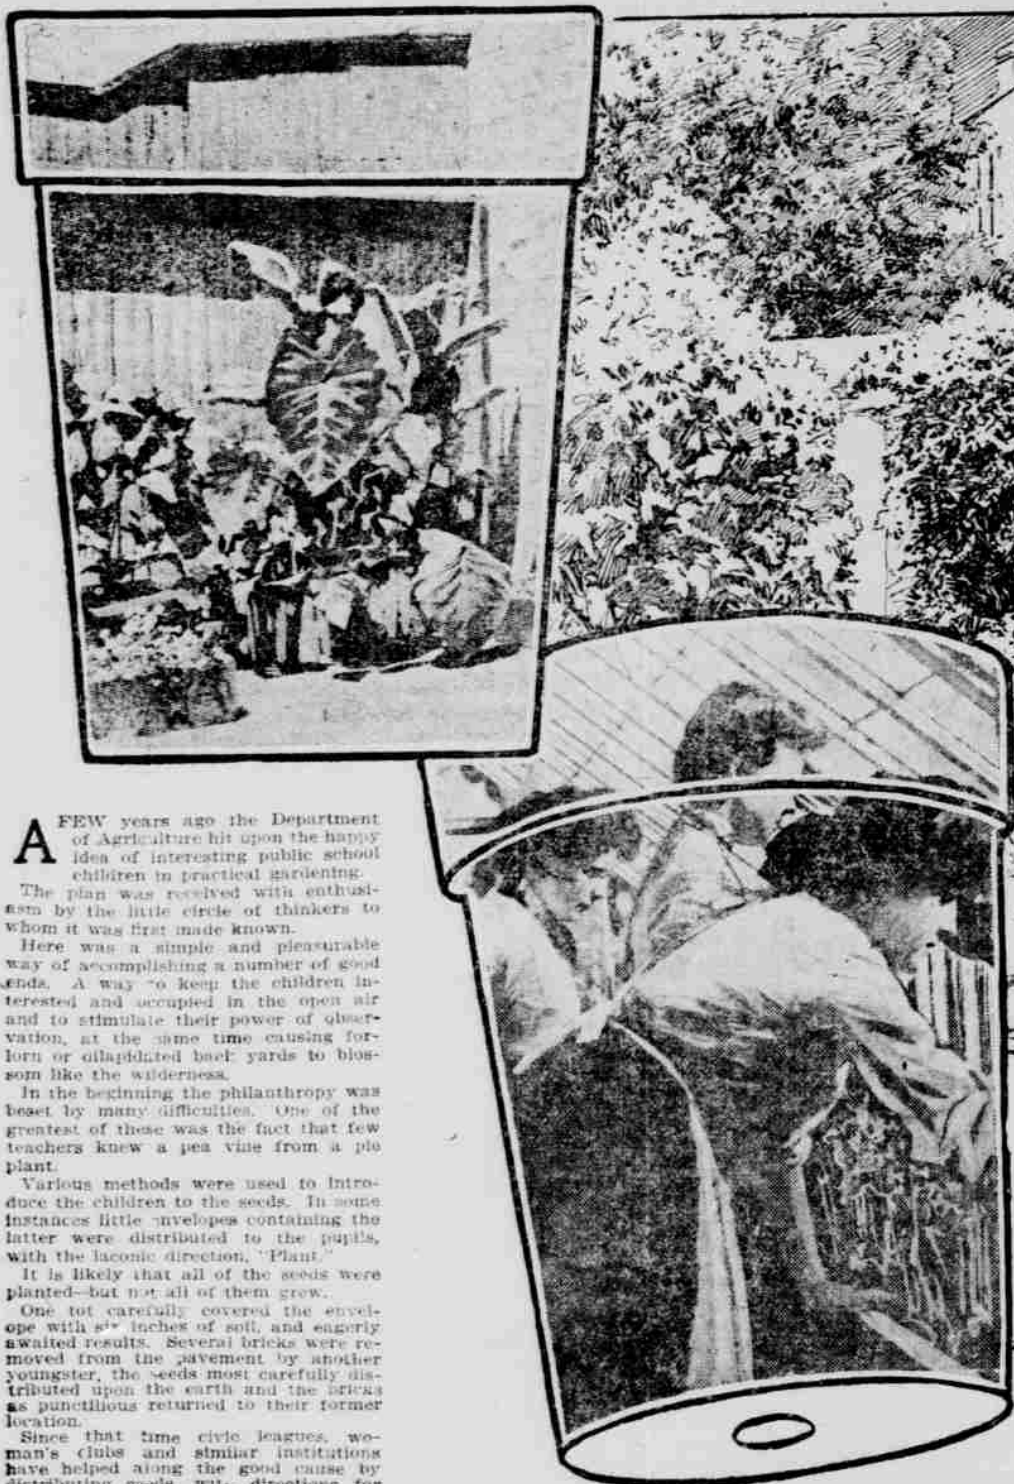 A FEW years ago the Department
of Agriculture hit upon the happy
idea of interesting public school
children in practical gardening.
The plan was received with enthusi-
asm by the little circle of thinkers to
whom it was first made known.
Here was a simple and pleasurable
way of accomplishing a number of good
ends. A way to keep the children in-
terested and occupied in the open air
and to stimulate their power of obser-
vation, at the same time causing for-
lorn or dilapidated back yards to blos-
som like the wilderness.
In the beginning the philanthropy was
beset by many difficulties. One of the
greatest of these was the fact that few
teachers knew a pea vine from a pie
plant.
Various methods were used to intro-
duce the children to the seeds. In some
instances little envelopes containing the
latter were distributed to the pupils,
with the laconic direction, "Plant."
It is likely that all of the seeds were
planted—but not all of them grew.
One tot carefully covered the envel-
ope with six inches of soil, and eagerly
awaited results. Several bricks were re-
moved from the pavement by another
youngster, the seeds most carefully dis-
tributed upon the earth and the bricks
as punctilious returned to their former
location.
Since that time civic leagues, wo-
man's clubs and similar institutions
have helped along the good cause by
distributing seeds with directions for